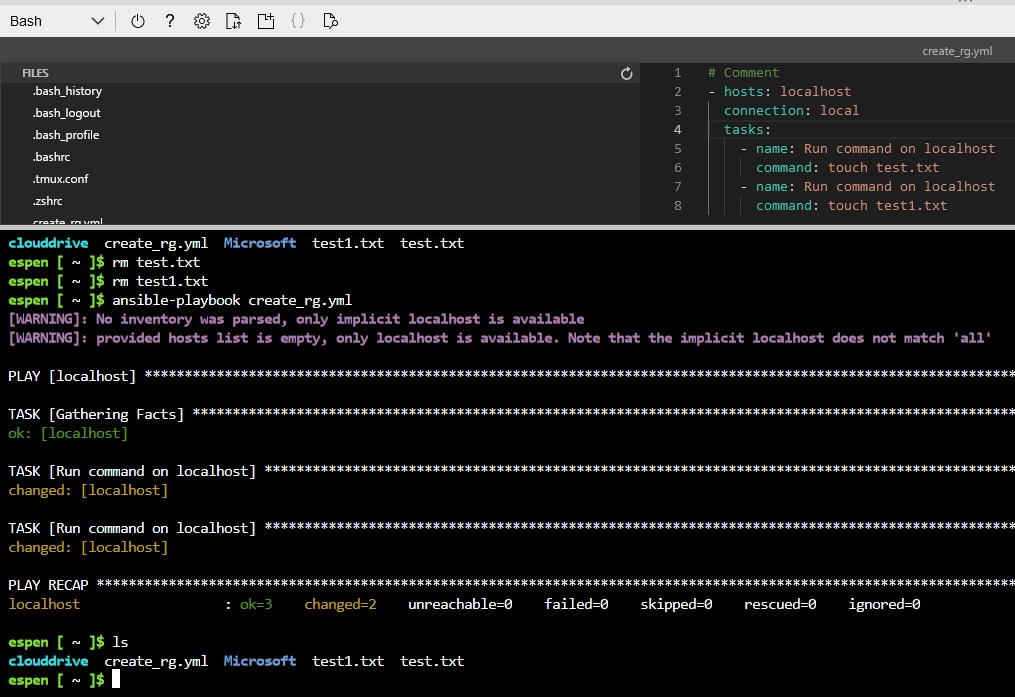 Bash
?
{}
create_rg.yml
FILES
.bash_history
.bash_logout
.bash_profile
.bashrc
.tmux.conf
.zshrc
create_rg.yml
1 # Comment
2 - hosts: localhost
3 connection: local
4 tasks:
5 - name: Run command on localhost
6 command: touch test.txt
7 - name: Run command on localhost
8 command: touch test1.txt
clouddrive create_rg.yml Microsoft test1.txt test.txt
espen [ ~ ]$ rm test.txt
espen [ ~ ]$ rm test1.txt
espen [ ~ ]$ ansible-playbook create_rg.yml
[WARNING]: No inventory was parsed, only implicit localhost is available
[WARNING]: provided hosts list is empty, only localhost is available. Note that the implicit localhost does not match 'all'
PLAY [localhost] *************************************************************************************************************
TASK [Gathering Facts] *******************************************************************************************************
ok: [localhost]
TASK [Run command on localhost] **********************************************************************************************
changed: [localhost]
TASK [Run command on localhost] **********************************************************************************************
changed: [localhost]
PLAY RECAP *******************************************************************************************************************
localhost : ok=3 changed=2 unreachable=0 failed=0 skipped=0 rescued=0 ignored=0
espen [ ~ ]$ ls
clouddrive create_rg.yml Microsoft test1.txt test.txt
espen [ ~ ]$